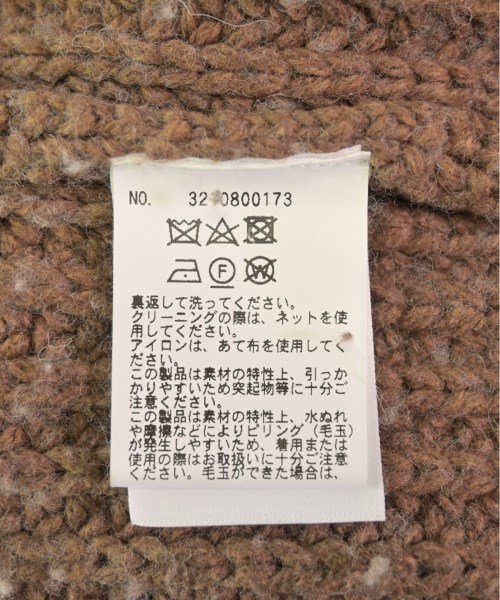 NO. 32 0800173
F
W
裏返して洗ってください。
クリーニングの際は、ネットを使
用してください。
アイロンは、あて布を使用してく
ださい。
この製品は素材の特性上、引っか
かりやすいため突起物等に十分ご
注意ください。
この製品は素材の特性上、水ぬれ
や摩擦などによりピリング（毛玉）
が発生しやすいため、着用または
使用の際はお取扱いに十分ご注意
ください。毛玉ができた場合は、